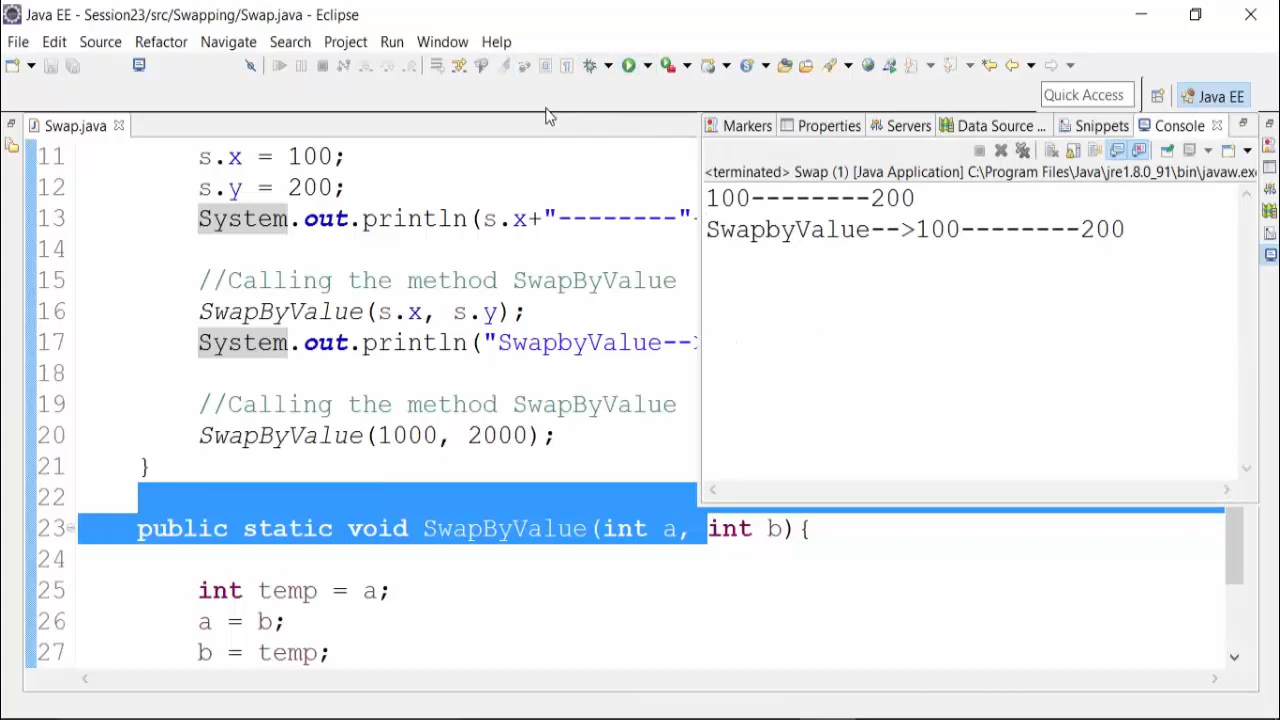 Java EE - Session23/src/Swapping/Swap.java - Eclipse
File Edit Source Refactor Navigate Search Project Run Window Help
Quick Access
Java EE
Swap.java
Markers Properties Servers Data Source ... Snippets Console
<terminated> Swap (1) [Java Application] C:\Program Files\Java\jre1.8.0_91\bin\javaw.exe
100--------200
SwapbyValue-->100--------200
11 s.x = 100;
12 s.y = 200;
13 System.out.println(s.x+"--------"+
14
15 //Calling the method SwapByValue
16 SwapByValue(s.x, s.y);
17 System.out.println("SwapbyValue--
18
19 //Calling the method SwapByValue
20 SwapByValue(1000, 2000);
21 }
22
23 public static void SwapByValue(int a, int b){
24
25 int temp = a;
26 a = b;
27 b = temp;